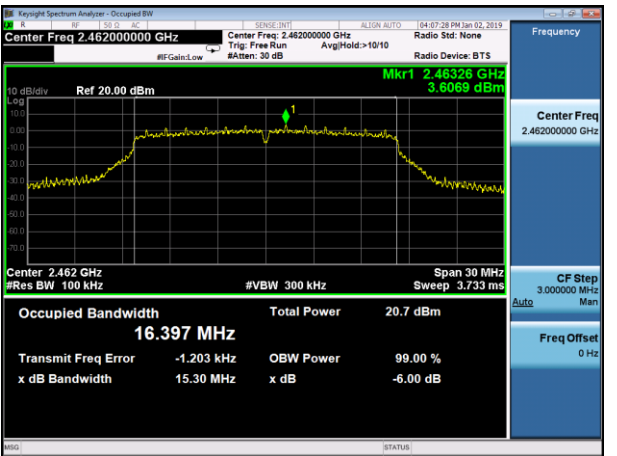 Keysight Spectrum Analyzer - Occupied BW
R RF 50 Ω AC SENSE:INT ALIGN AUTO 04:07:28 PM Jan 02, 2019
Center Freq 2.462000000 GHz Center Freq: 2.462000000 GHz Radio Std: None
Trig: Free Run Avg|Hold:>10/10
#IFGain:Low #Atten: 30 dB Radio Device: BTS
Frequency
Mkr1 2.46326 GHz
3.6069 dBm
10 dB/div Ref 20.00 dBm
Log
10.0
0.00
-10.0
-20.0
-30.0
-40.0
-50.0
-60.0
-70.0
1
Center 2.462 GHz Span 30 MHz
#Res BW 100 kHz #VBW 300 kHz Sweep 3.733 ms
Occupied Bandwidth Total Power 20.7 dBm
16.397 MHz
Transmit Freq Error -1.203 kHz OBW Power 99.00 %
x dB Bandwidth 15.30 MHz x dB -6.00 dB
Center Freq
2.462000000 GHz
CF Step
3.000000 MHz
Auto Man
Freq Offset
0 Hz
MSG STATUS